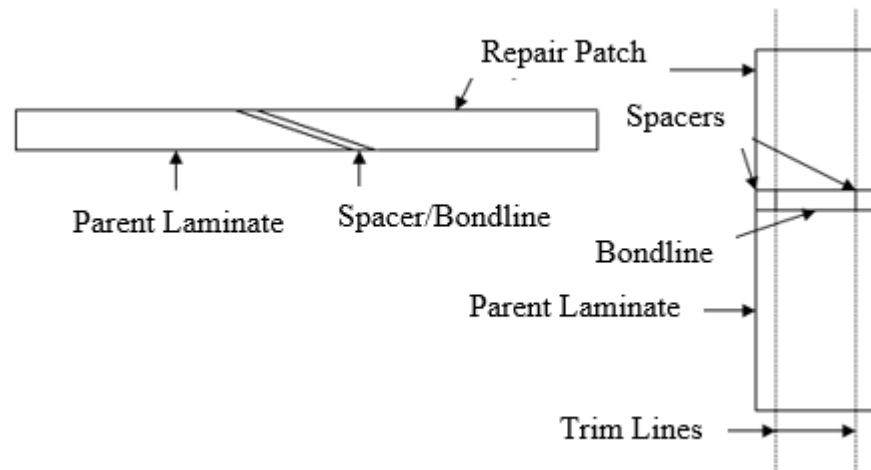 Repair Patch
Spacers
Parent Laminate
Spacer/Bondline
Bondline
Parent Laminate
Trim Lines